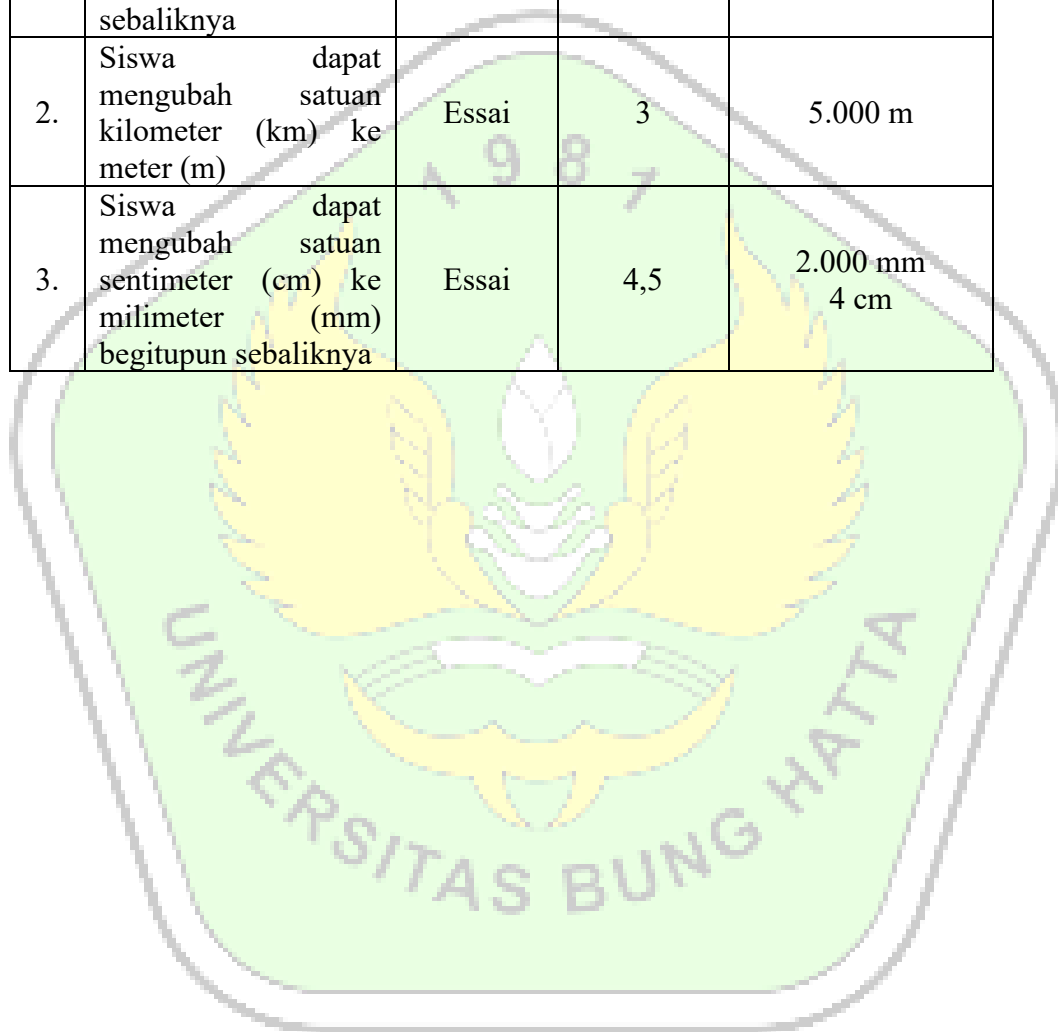 sebaliknya
2.
Siswa dapat
mengubah satuan
kilometer (km) ke
meter (m)
Essai
3
5.000 m
3.
Siswa dapat
mengubah satuan
sentimeter (cm) ke
milimeter (mm)
begitupun sebaliknya
Essai
4,5
2.000 mm
4 cm
1981
UNIVERSITAS BUNG HATTA